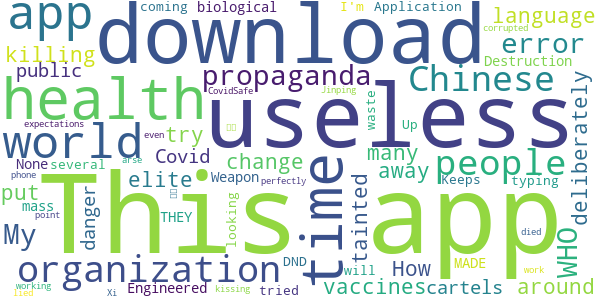 app download language
coming biological I'm Application
killing error corrupted
public propaganda Chinese Destruction
health useless
CovidSafe Jinping waste Up
expectations even
world Covid try change many people deliberately
None several elite Weapon away Keeps typing
phone arse perfectly
put This app time WHO
mass danger THEY looking tainted
My How
point died
organization DND will MADE
vaccines cartels around
working Xi Engineered tried kissing work
lied